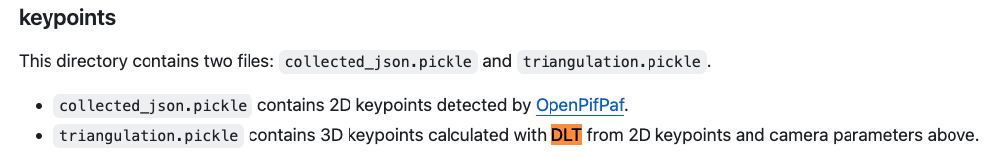 keypoints
This directory contains two files: collected_json.pickle and triangulation.pickle.
• collected_json.pickle contains 2D keypoints detected by OpenPifPaf.
• triangulation.pickle contains 3D keypoints calculated with DLT from 2D keypoints and camera parameters above.